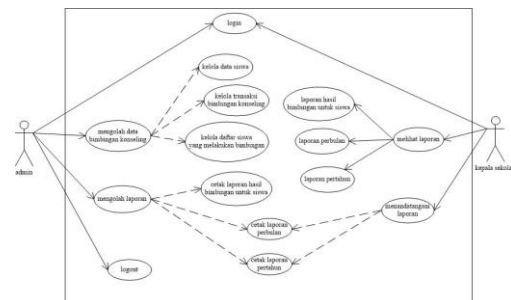 login
kelola data siswa
kelola transaksi
bimbingan konseling
laporan hasil
bimbingan untuk siswa
mengolah data
bimbingan konseling
kelola daftar siswa
yang melakukan bimbingan
laporan perbulan
melihat laporan
admin
kepala sekola
laporan pertahun
mengolah laporan
cetak laporan hasil
bimbingan untuk siswa
cetak laporan
perbulan
menandatangani
laporan
cetak laporan
pertahun
logout